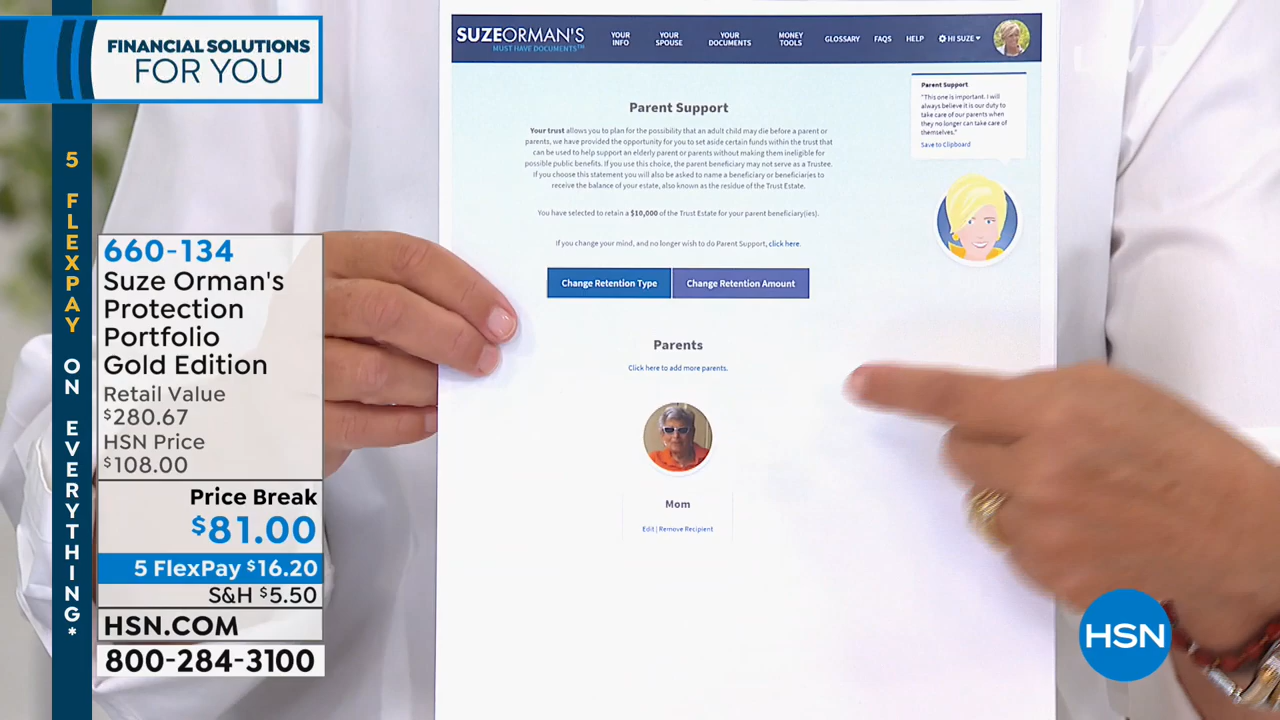 FINANCIAL SOLUTIONS
FOR YOU
5 FLEXPAY ON EVERYTHING*
660-134
Suze Orman's
Protection
Portfolio
Gold Edition
Retail Value
$280.67
HSN Price
$108.00
Price Break
$81.00
5 FlexPay $16.20
S&H $5.50
HSN.COM
800-284-3100
SUZEORMAN'S
MUST HAVE DOCUMENTS™
YOUR
INFO
YOUR
SPOUSE
YOUR
DOCUMENTS
MONEY
TOOLS
GLOSSARY
FAQS
HELP
HI SUZE
LIVE
Parent Support
Your trust allows you to plan for the possibility that an adult child may die before a parent or
parents, we have provided the opportunity for you to set aside certain funds within the trust that
can be used to help support an elderly parent or parents without making them ineligible for
possible public benefits. If you use this choice, the parent beneficiary may not serve as a Trustee.
If you choose this statement you will also be asked to name a beneficiary or beneficiaries to
receive the balance of your estate, also known as the residue of the Trust Estate.
You have selected to retain a $10,000 of the Trust Estate for your parent beneficiary(ies).
If you change your mind, and no longer wish to do Parent Support, click here.
Change Retention Type
Change Retention Amount
Parents
Click here to add more parents.
Mom
Edit | Remove Recipient
Parent Support
"This one is important. I will
always believe it is our duty to
take care of our parents when
they no longer can take care of
themselves."
Save to Clipboard
HSN